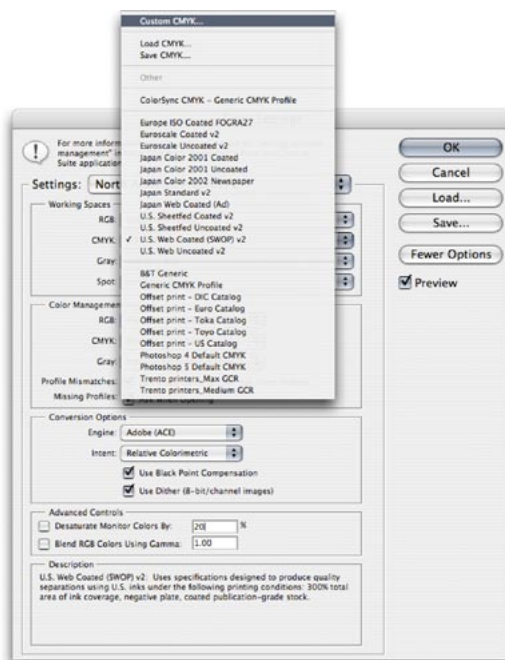 Custom CMYK...
Load CMYK...
Save CMYK...
Other
ColorSync CMYK - Generic CMYK Profile
Europe ISO Coated FOGRA27
Euroscale Coated v2
Euroscale Uncoated v2
Japan Color 2001 Coated
Japan Color 2001 Uncoated
Japan Color 2002 Newspaper
Japan Standard v2
Japan Web Coated (Ad)
U.S. Sheetfed Coated v2
U.S. Sheetfed Uncoated v2
✓ U.S. Web Coated (SWOP) v2
U.S. Web Uncoated v2
B&T Generic
Generic CMYK Profile
Offset print - DIC Catalog
Offset print - Euro Catalog
Offset print - Toka Catalog
Offset print - Toyo Catalog
Offset print - US Catalog
Photoshop 4 Default CMYK
Photoshop 5 Default CMYK
Trento printers_Max GCR
Trento printers_Medium GCR
For more inform
management" in
Suite application
Settings: Nort
Working Spaces
RGB:
CMYK:
Gray:
Spot:
Color Manageme
RGB:
CMYK:
Gray:
Profile Mismatches:
Missing Profiles:
Conversion Options
Engine: Adobe (ACE)
Intent: Relative Colorimetric
Use Black Point Compensation
Use Dither (8-bit/channel images)
Advanced Controls
Desaturate Monitor Colors By: 20 %
Blend RGB Colors Using Gamma: 1.00
Description
U.S. Web Coated (SWOP) v2: Uses specifications designed to produce quality
separations using U.S. inks under the following printing conditions: 300% total
area of ink coverage, negative plate, coated publication-grade stock.
OK
Cancel
Load...
Save...
Fewer Options
Preview